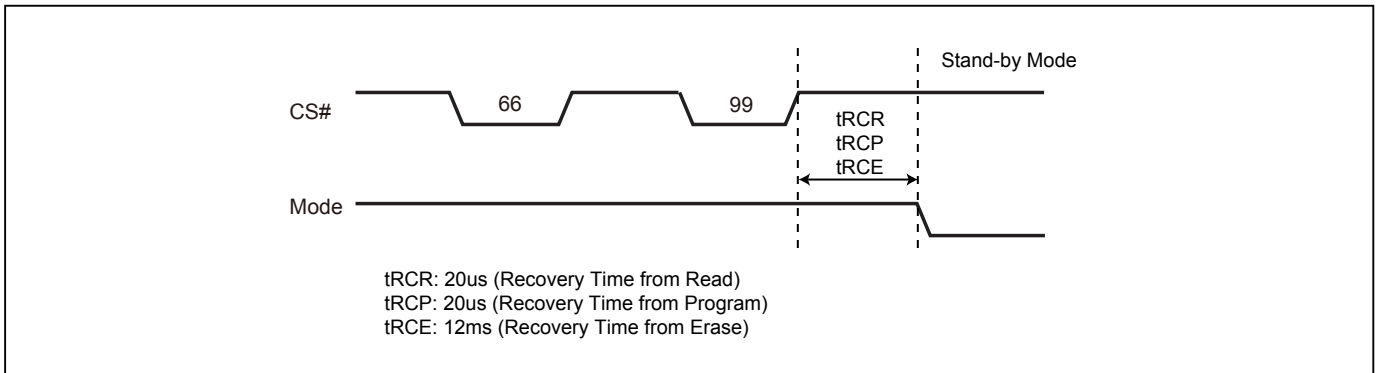 Stand-by Mode
CS#
66
99
tRCR
tRCP
tRCE
Mode
tRCR: 20us (Recovery Time from Read)
tRCP: 20us (Recovery Time from Program)
tRCE: 12ms (Recovery Time from Erase)